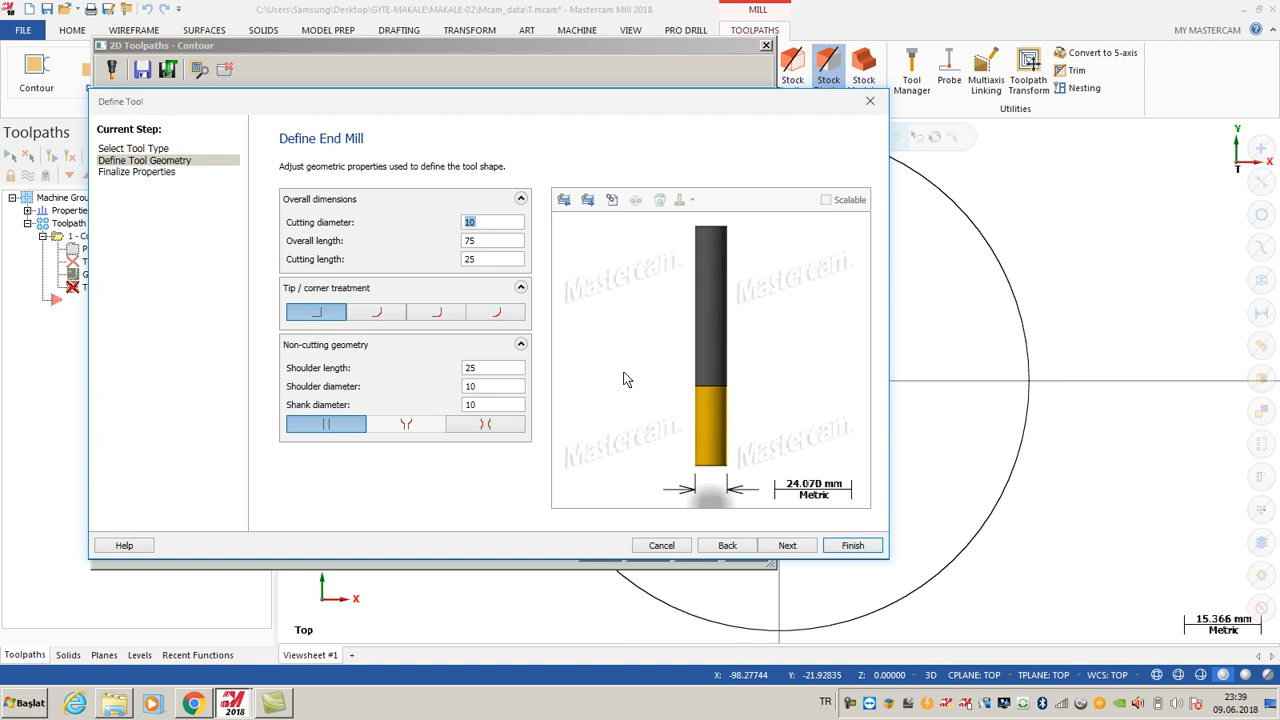 C:\Users\Samsung\Desktop\GYTE-MAKALE\MAKALE-02\Mcam_data\T.mcam* - Mastercam Mill 2018
MILL
FILE HOME WIREFRAME SURFACES SOLIDS MODEL PREP DRAFTING TRANSFORM ART MACHINE VIEW PRO DRILL TOOLPATHS MY MASTERCAM
2D Toolpaths - Contour
Contour
Stock
Stock
Stock
Tool Manager
Probe
Multiaxis Linking
Toolpath Transform
Convert to 5-axis
Trim
Nesting
Utilities
Toolpaths
Machine Grou
Properties
Toolpath
1 - Co
P
T
G
T
Define Tool
Current Step:
Select Tool Type
Define Tool Geometry
Finalize Properties
Define End Mill
Adjust geometric properties used to define the tool shape.
Overall dimensions
Cutting diameter: 10
Overall length: 75
Cutting length: 25
Tip / corner treatment
Non-cutting geometry
Shoulder length: 25
Shoulder diameter: 10
Shank diameter: 10
Scalable
Mastercam. Mastercam.
Mastercam. Mastercam.
24.070 mm
Metric
Help Cancel Back Next Finish
Y
X
T
X
Top
15.366 mm
Metric
Toolpaths Solids Planes Levels Recent Functions Viewsheet #1 +
X: -98.27744 Y: -21.92835 Z: 0.00000 3D CPLANE: TOP TPLANE: TOP WCS: TOP
Başlat
2018
TR
23:39
09.06.2018